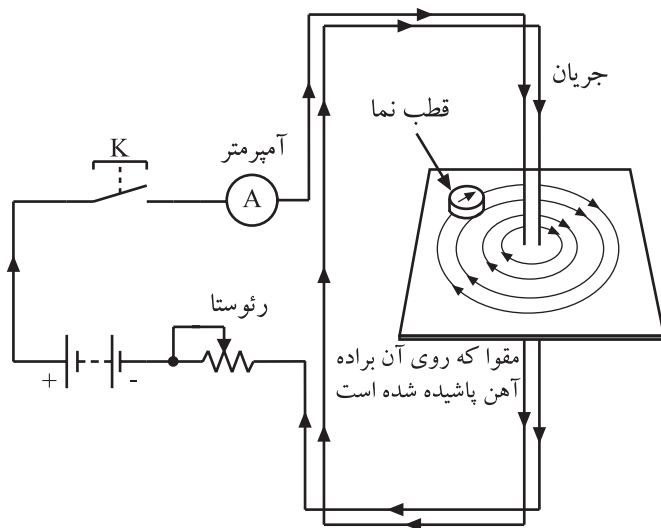 جریان
قطب نما
K
آمپرمتر
A
رئوستا
+
-
مقوا که روی آن براده
آهن پاشیده شده است